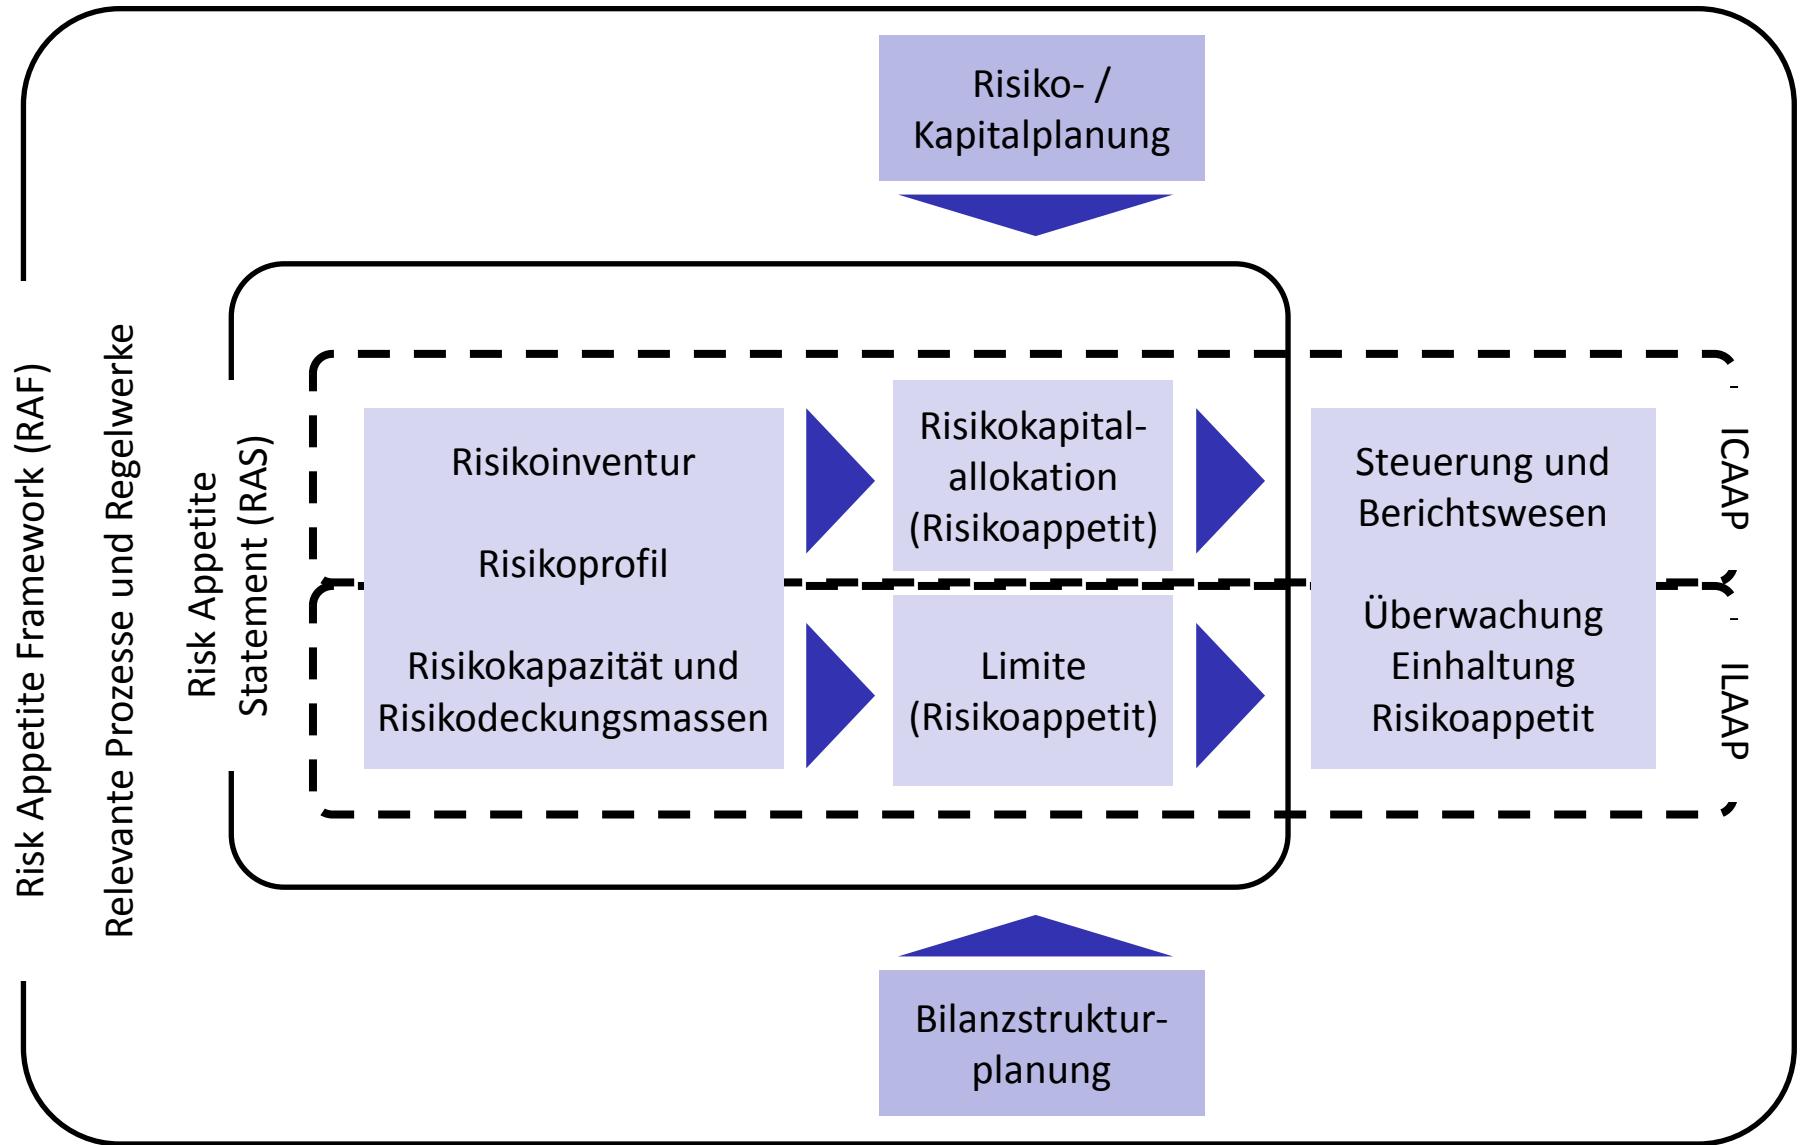 Risk Appetite Framework (RAF)
Relevante Prozesse und Regelwerke
Risk Appetite
Statement (RAS)
Risiko- /
Kapitalplanung
Risikoinventur
Risikoprofil
Risikokapazität und
Risikodeckungsmassen
Risikokapital-
allokation
(Risikoappetit)
Limite
(Risikoappetit)
Steuerung und
Berichtswesen
Überwachung
Einhaltung
Risikoappetit
ICAAP
ILAAP
Bilanzstruktur-
planung